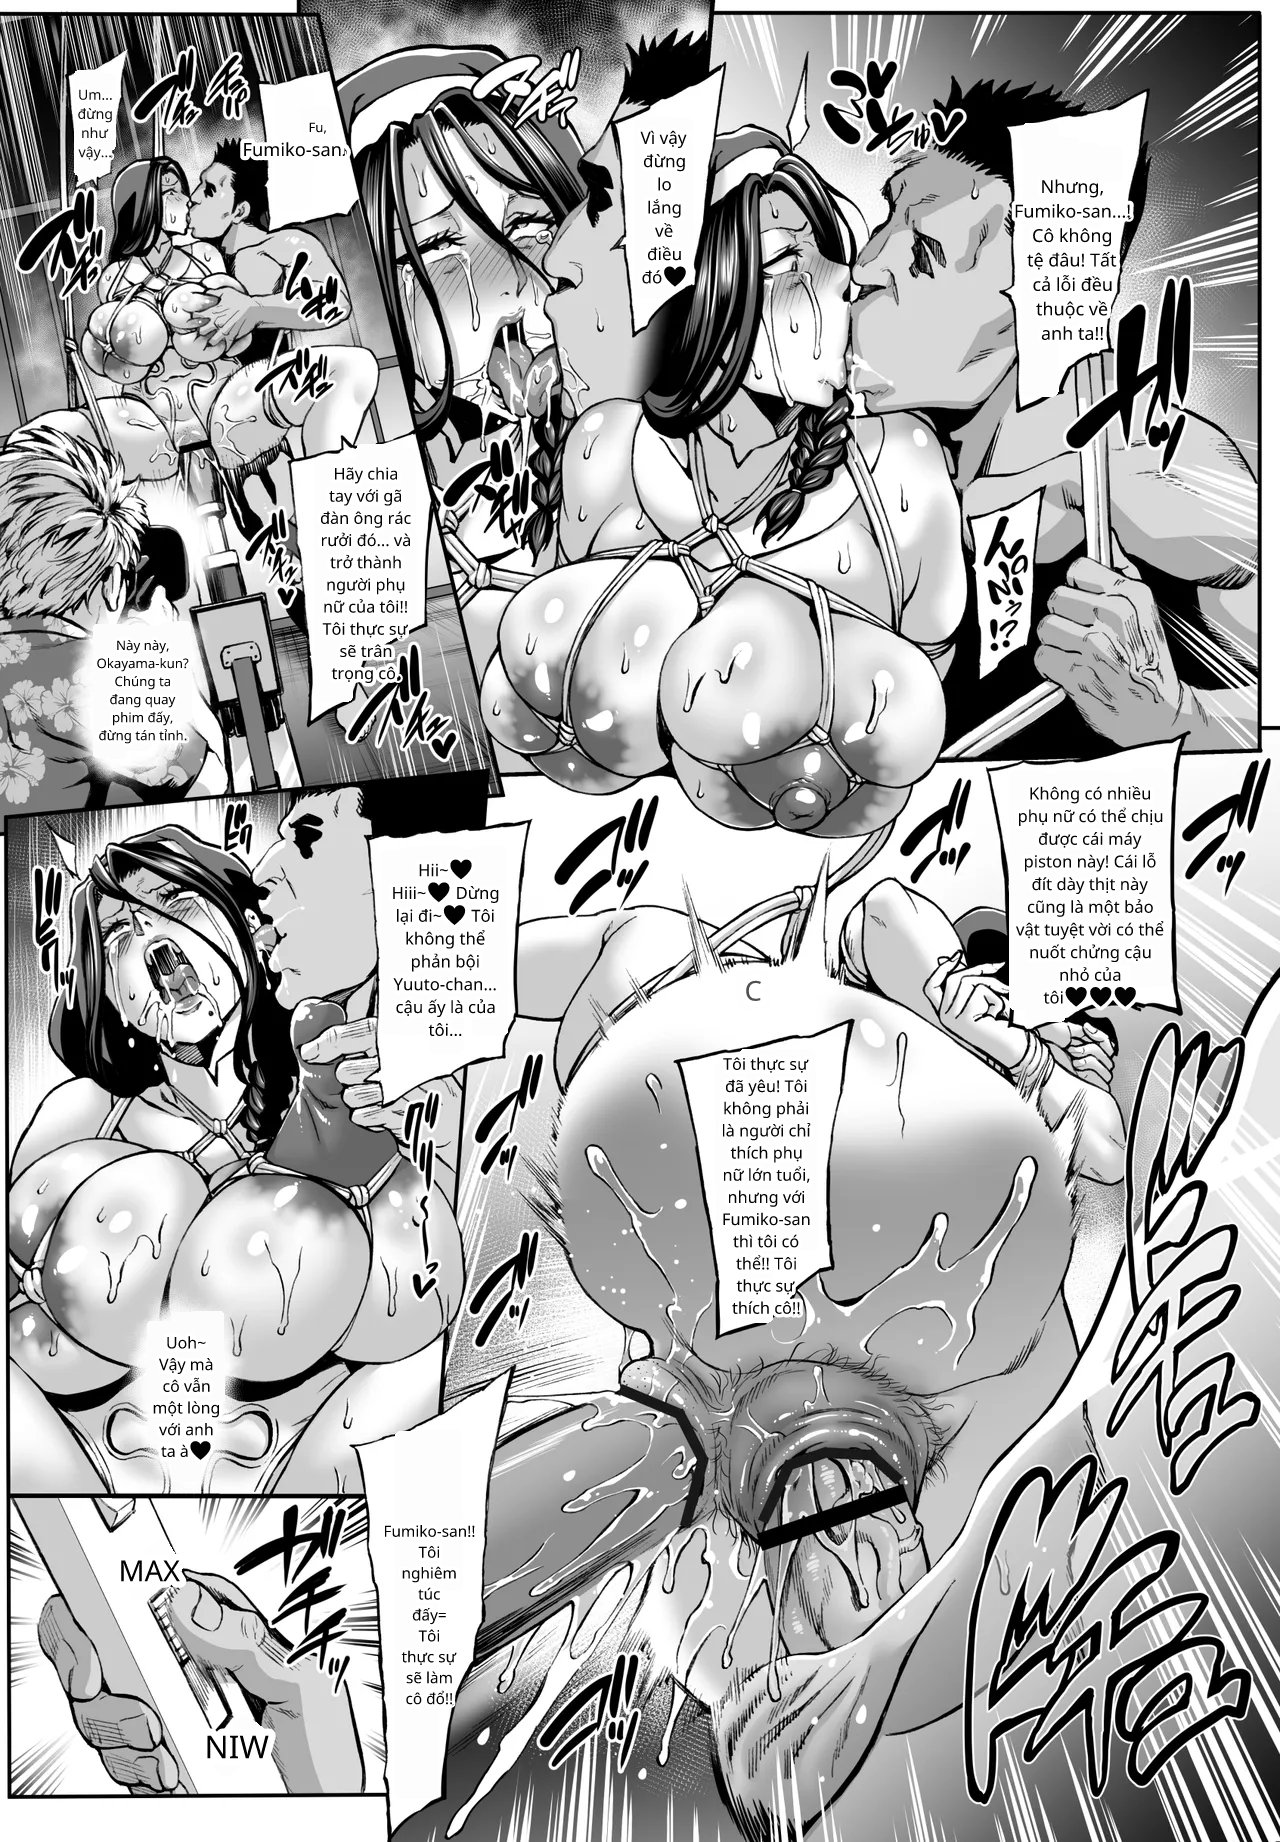 Nhưng,
Fumiko-san...!
Cô không
tệ đâu! Tất
cả lỗi đều
thuộc về
anh ta!!
Vì vậy
đừng
lo
lắng
về
điều
đó♥
Fu,
Fumiko-san♪
Um...
đừng
như
vậy...
Hãy chia
tay với gã
đàn ông rác
rưởi đó... và
trở thành
người phụ
nữ của tôi!!
Tôi thực sự
sẽ trân
trọng cô.
Này này,
Okayama-kun?
Chúng ta
đang quay
phim đấy,
đừng tán tỉnh.
んのふぅ!?
Không có nhiều
phụ nữ có thể chịu
được cái máy
piston này! Cái lỗ
đít dày thịt này
cũng là một bảo
vật tuyệt vời có thể
nuốt chửng cậu
nhỏ của
tôi♥♥♥
C
Tôi thực sự
đã yêu! Tôi
không phải
là người chỉ
thích phụ
nữ lớn tuổi,
nhưng với
Fumiko-san
thì tôi có
thể!! Tôi
thực sự
thích cô!!
Hii~♥
Hiii~♥ Dừng
lại đi~♥ Tôi
không thể
phản bội
Yuuto-chan...
cậu ấy là của
tôi...
Uoh~
Vậy mà
cô vẫn
một lòng
với anh
ta à♥
Fumiko-san!!
Tôi
nghiêm
túc
đấy=
Tôi
thực sự
sẽ làm
cô đổ!!
MAX
NIW